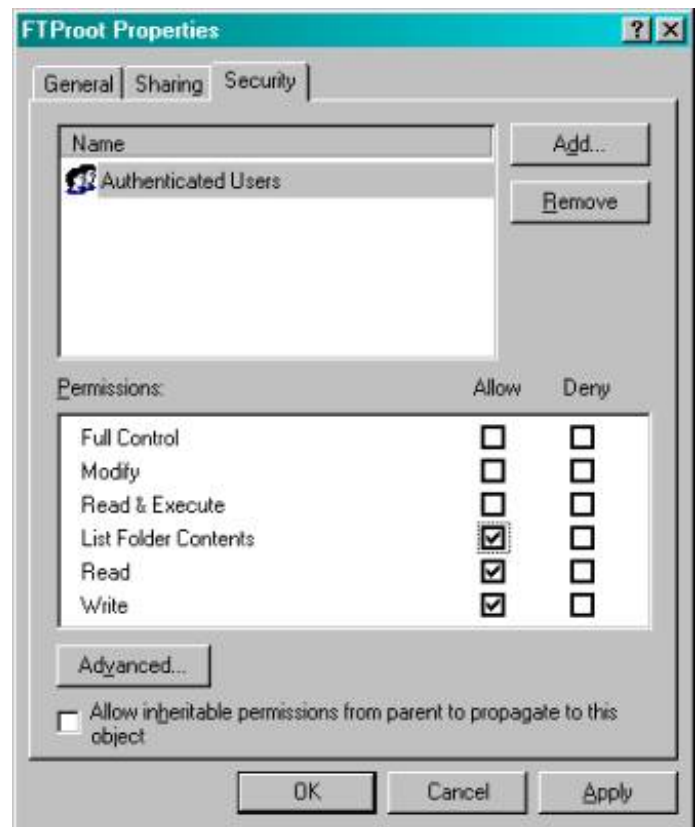 FTProot Properties
General Sharing Security
Name
Add...
Authenticated Users
Remove
Permissions: Allow Deny
Full Control
Modify
Read & Execute
List Folder Contents
Read
Write
Advanced...
Allow inheritable permissions from parent to propagate to this
object
OK Cancel Apply